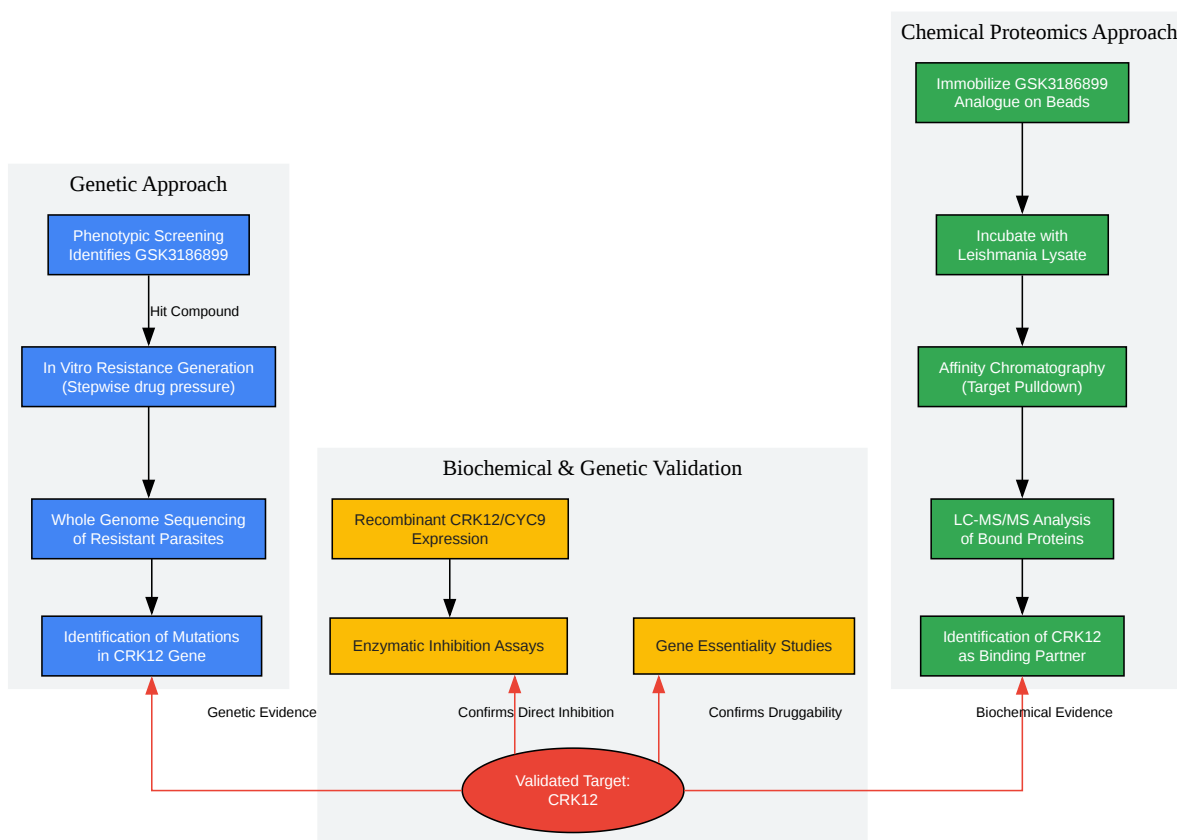 Chemical Proteomics Approach
Immobilize GSK3186899
Analogue on Beads
Genetic Approach
Phenotypic Screening
Identifies GSK3186899
Incubate with
Leishmania Lysate
Hit Compound
In Vitro Resistance Generation
(Stepwise drug pressure)
Affinity Chromatography
(Target Pulldown)
Biochemical & Genetic Validation
Whole Genome Sequencing
of Resistant Parasites
Recombinant CRK12/CYC9
Expression
LC-MS/MS Analysis
of Bound Proteins
Identification of Mutations
in CRK12 Gene
Enzymatic Inhibition Assays
Gene Essentiality Studies
Identification of CRK12
as Binding Partner
Genetic Evidence
Confirms Direct Inhibition
Confirms Druggability
Biochemical Evidence
Validated Target:
CRK12